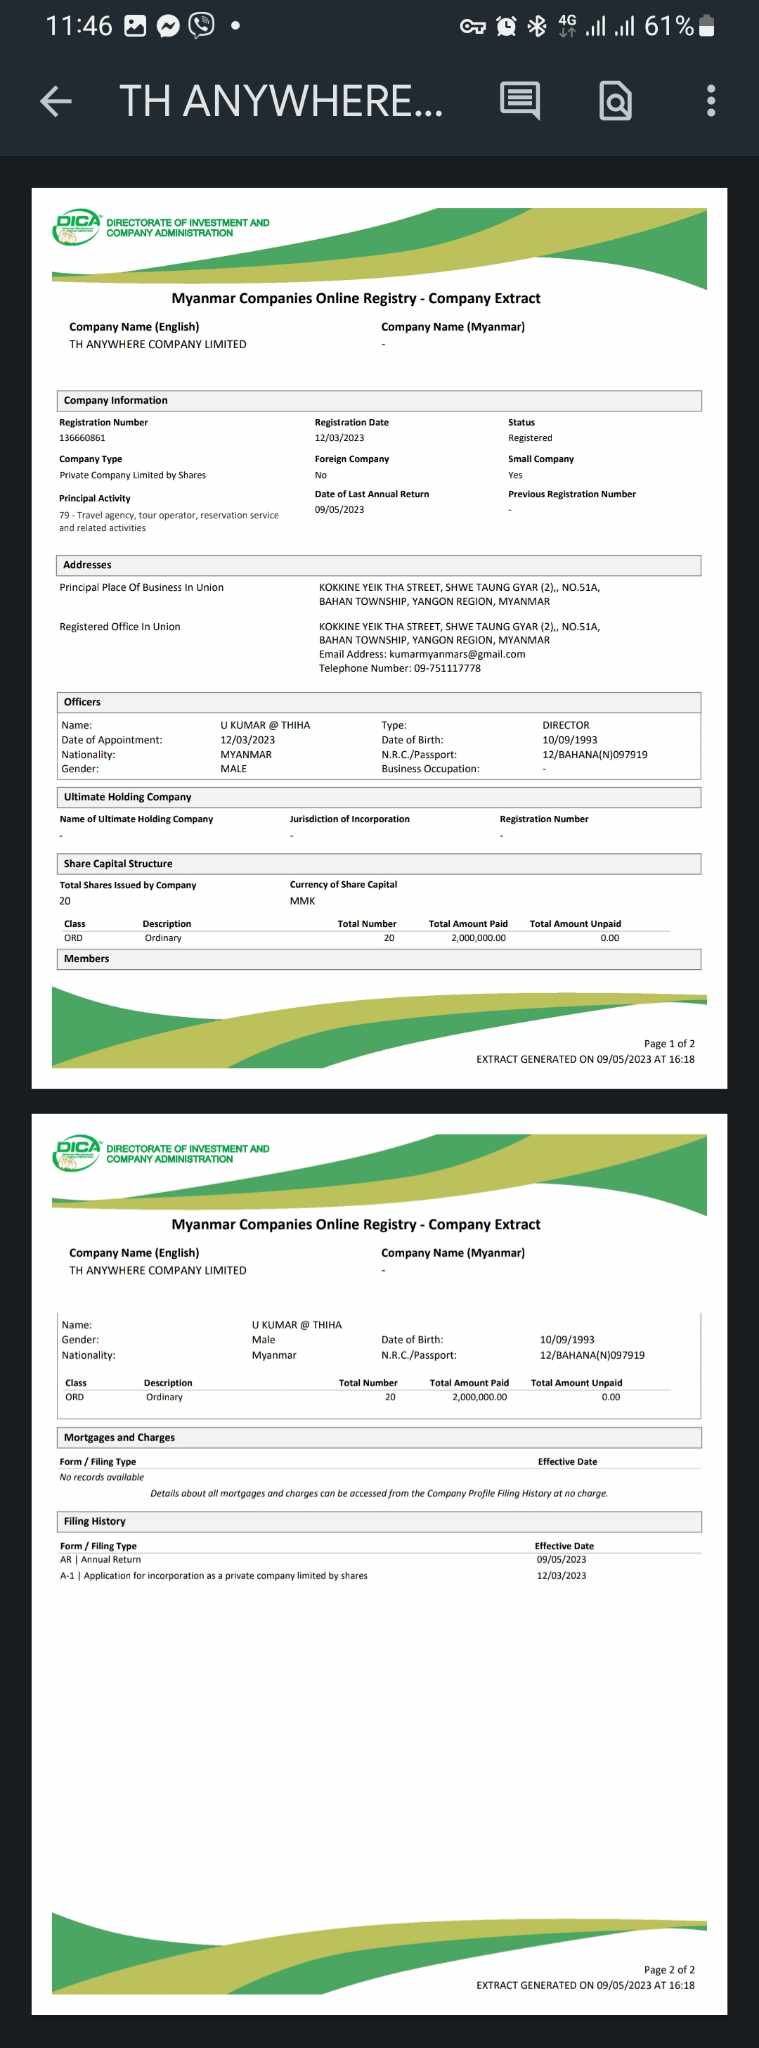 11:46 4G 61%
TH ANYWHERE...
DICA DIRECTORATE OF INVESTMENT AND
COMPANY ADMINISTRATION
Myanmar Companies Online Registry - Company Extract
Company Name (English) Company Name (Myanmar)
TH ANYWHERE COMPANY LIMITED -
Company Information
Registration Number Registration Date Status
136660861 12/03/2023 Registered
Company Type Foreign Company Small Company
Private Company Limited by Shares No Yes
Principal Activity Date of Last Annual Return Previous Registration Number
79 - Travel agency, tour operator, reservation service 09/05/2023 -
and related activities
Addresses
Principal Place Of Business In Union KOKKINE YEIK THA STREET, SHWE TAUNG GYAR (2),, NO.51A,
BAHAN TOWNSHIP, YANGON REGION, MYANMAR
Registered Office In Union KOKKINE YEIK THA STREET, SHWE TAUNG GYAR (2),, NO.51A,
BAHAN TOWNSHIP, YANGON REGION, MYANMAR
Email Address: kumarmyanmars@gmail.com
Telephone Number: 09-751117778
Officers
Name: U KUMAR @ THIHA Type: DIRECTOR
Date of Appointment: 12/03/2023 Date of Birth: 10/09/1993
Nationality: MYANMAR N.R.C./Passport: 12/BAHANA(N)097919
Gender: MALE Business Occupation: -
Ultimate Holding Company
Name of Ultimate Holding Company Jurisdiction of Incorporation Registration Number
- - -
Share Capital Structure
Total Shares Issued by Company Currency of Share Capital
20 MMK
Class Description Total Number Total Amount Paid Total Amount Unpaid
ORD Ordinary 20 2,000,000.00 0.00
Members
Page 1 of 2
EXTRACT GENERATED ON 09/05/2023 AT 16:18
DICA DIRECTORATE OF INVESTMENT AND
COMPANY ADMINISTRATION
Myanmar Companies Online Registry - Company Extract
Company Name (English) Company Name (Myanmar)
TH ANYWHERE COMPANY LIMITED -
Name: U KUMAR @ THIHA
Gender: Male Date of Birth: 10/09/1993
Nationality: Myanmar N.R.C./Passport: 12/BAHANA(N)097919
Class Description Total Number Total Amount Paid Total Amount Unpaid
ORD Ordinary 20 2,000,000.00 0.00
Mortgages and Charges
Form / Filing Type Effective Date
No records available
Details about all mortgages and charges can be accessed from the Company Profile Filing History at no charge.
Filing History
Form / Filing Type Effective Date
AR | Annual Return 09/05/2023
A-1 | Application for incorporation as a private company limited by shares 12/03/2023
Page 2 of 2
EXTRACT GENERATED ON 09/05/2023 AT 16:18